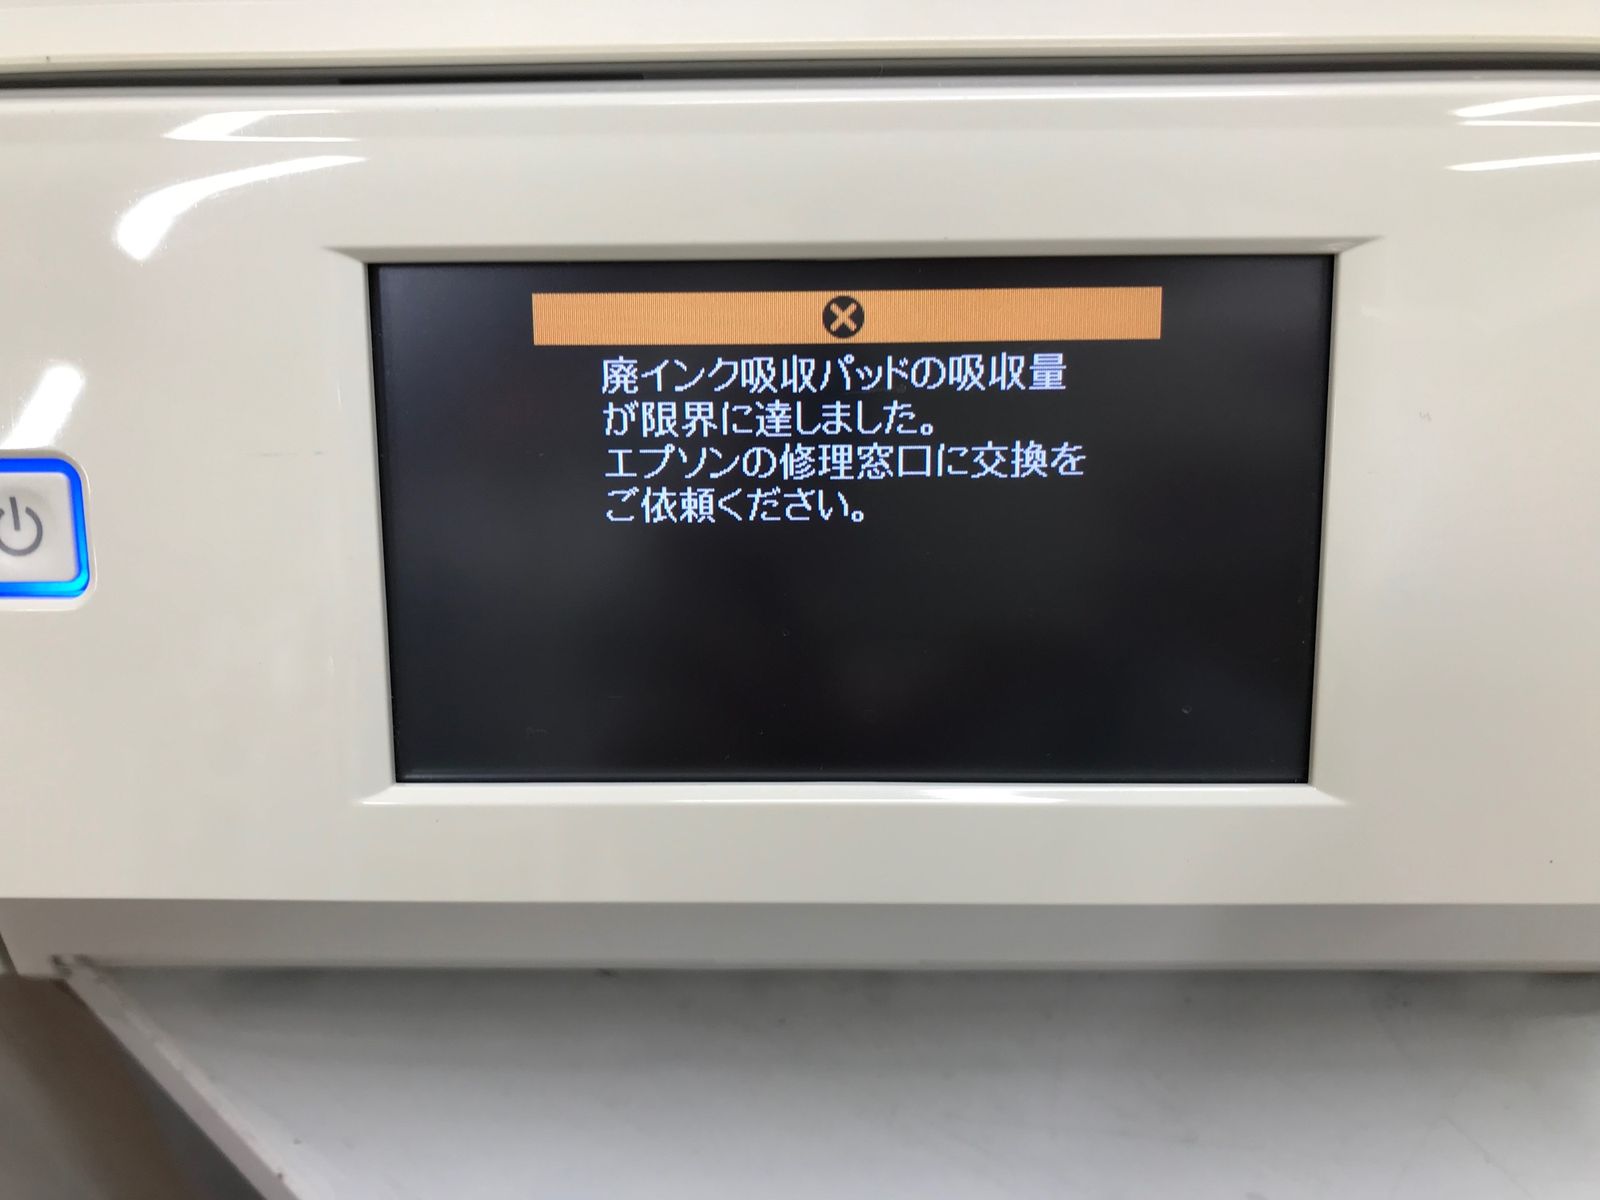 廃インク吸収パッドの吸収量
が限界に達しました。
エプソンの修理窓口に交換を
ご依頼ください。